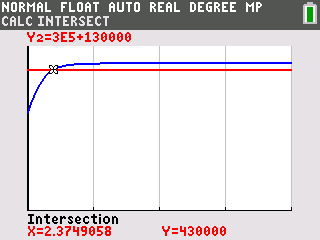 NORMAL FLOAT AUTO REAL DEGREE MP
CALC INTERSECT
Y2=3E5+130000
Intersection
X=2.3749058 Y=430000